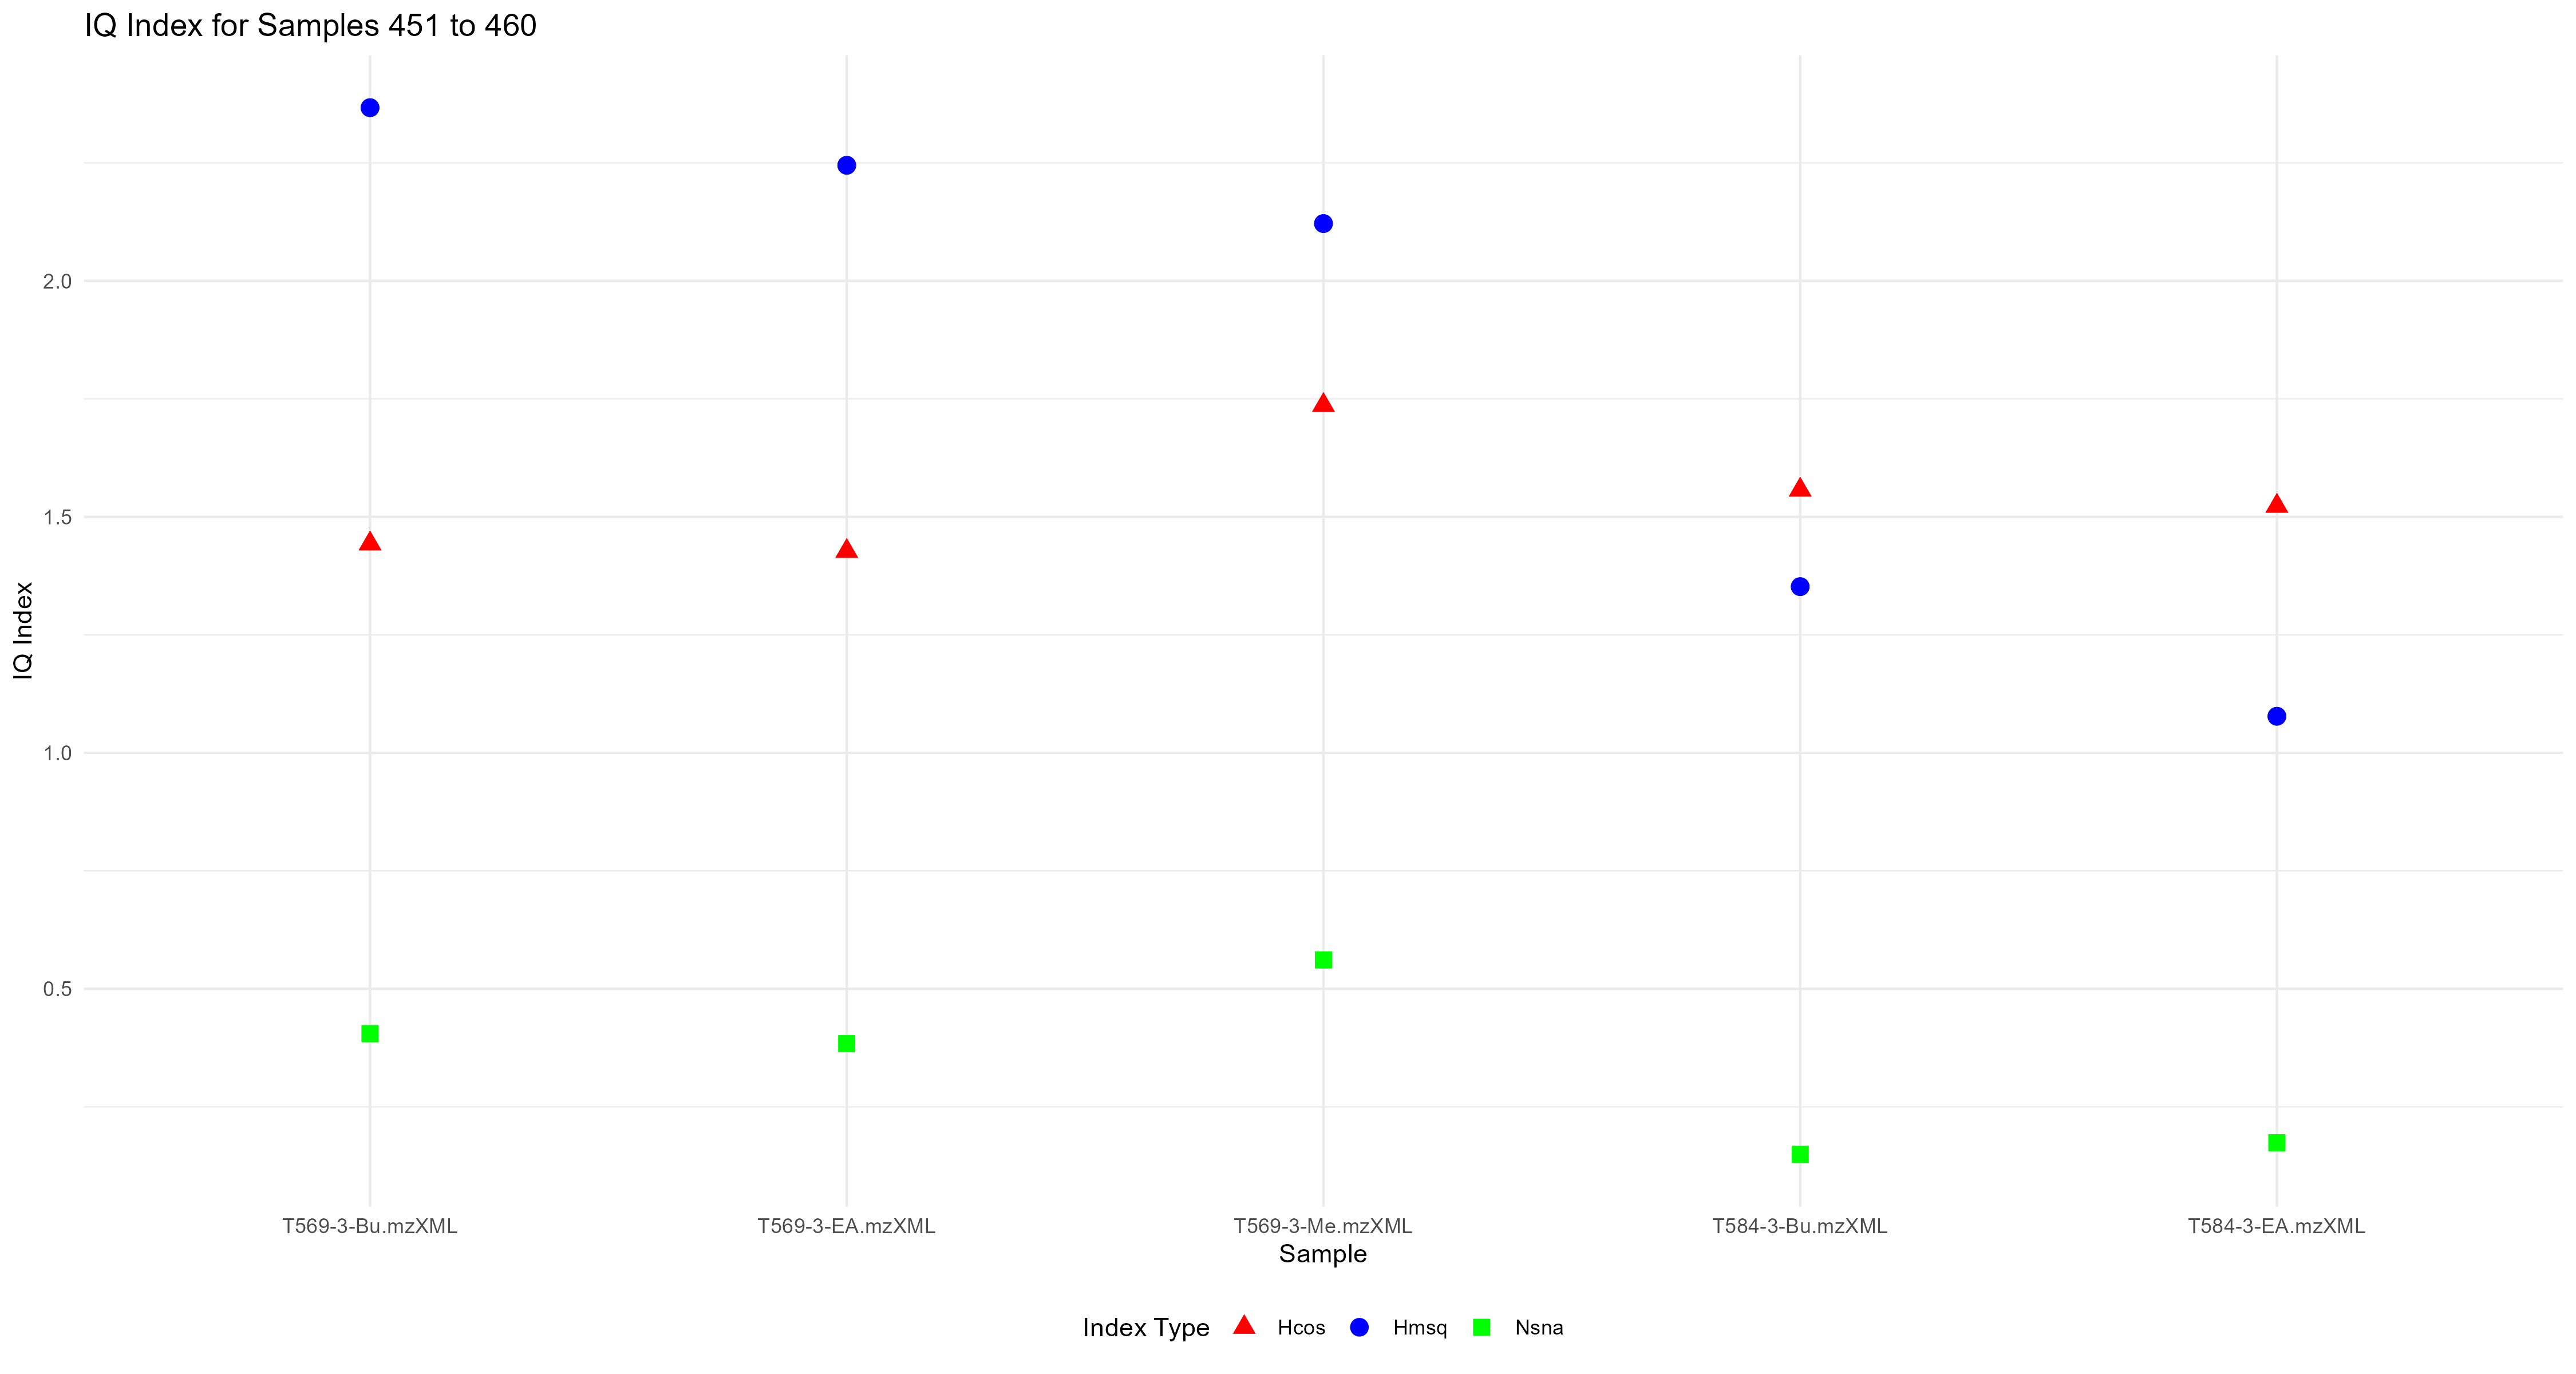 IQ Index for Samples 451 to 460
IQ Index
2.0
1.5
1.0
0.5
T569-3-Bu.mzXML T569-3-EA.mzXML T569-3-Me.mzXML T584-3-Bu.mzXML T584-3-EA.mzXML
Sample
Index Type Hcos Hmsq Nsna